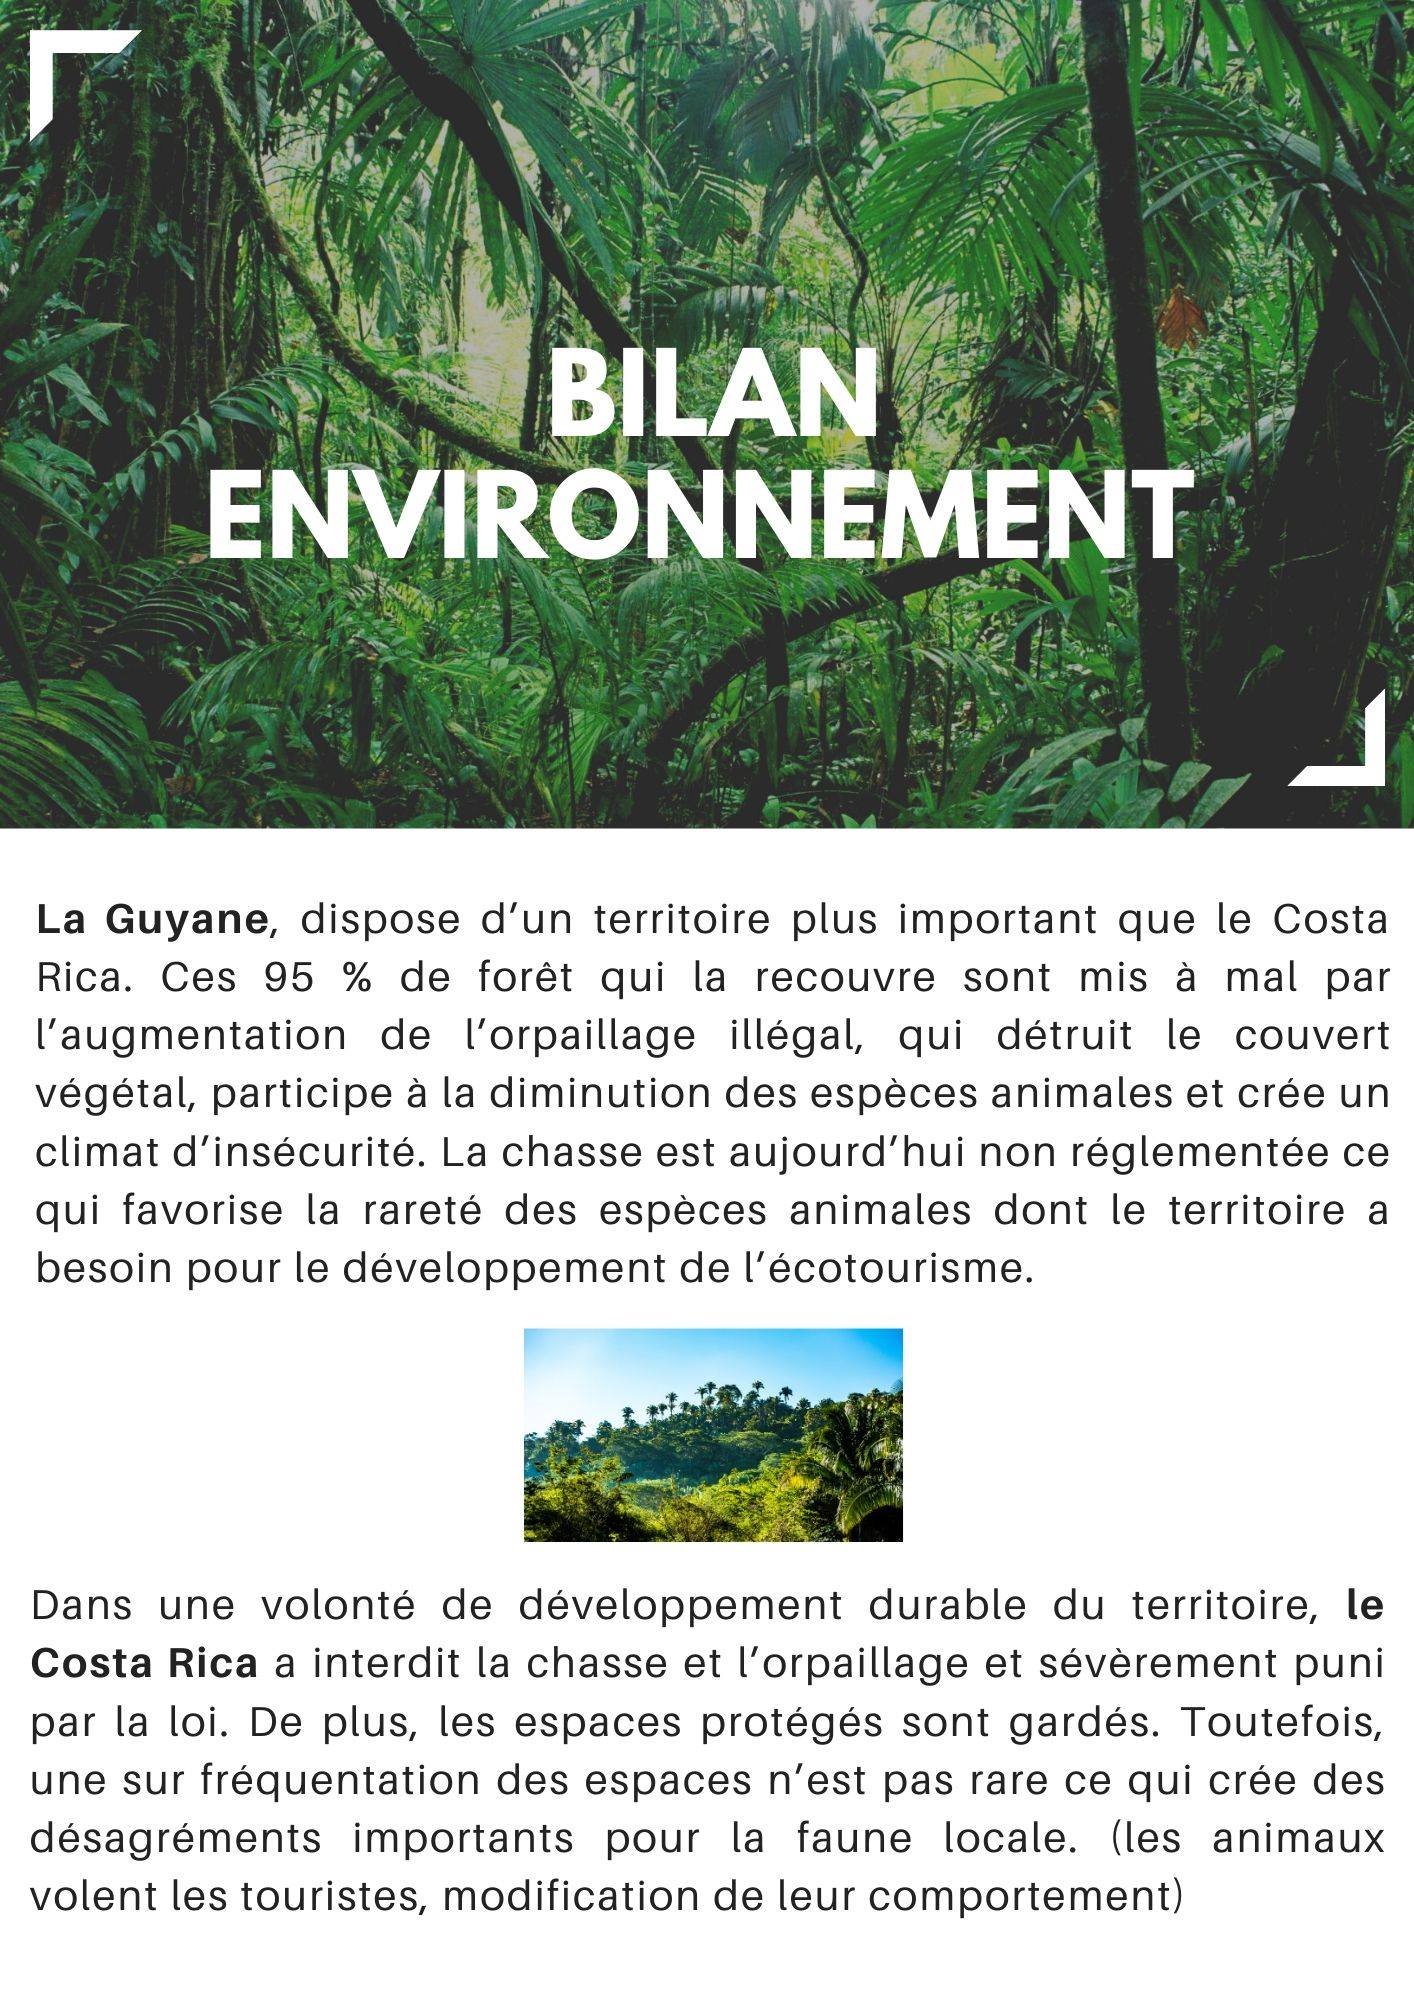 BILAN
ENVIRONNEMENT
La Guyane, dispose d’un territoire plus important que le Costa
Rica. Ces 95 % de forêt qui la recouvre sont mis à mal par
l’augmentation de l’orpaillage illégal, qui détruit le couvert
végétal, participe à la diminution des espèces animales et crée un
climat d’insécurité. La chasse est aujourd’hui non réglementée ce
qui favorise la rareté des espèces animales dont le territoire a
besoin pour le développement de l’écotourisme.
Dans une volonté de développement durable du territoire, le
Costa Rica a interdit la chasse et l’orpaillage et sévèrement puni
par la loi. De plus, les espaces protégés sont gardés. Toutefois,
une sur fréquentation des espaces n’est pas rare ce qui crée des
désagréments importants pour la faune locale. (les animaux
volent les touristes, modification de leur comportement)